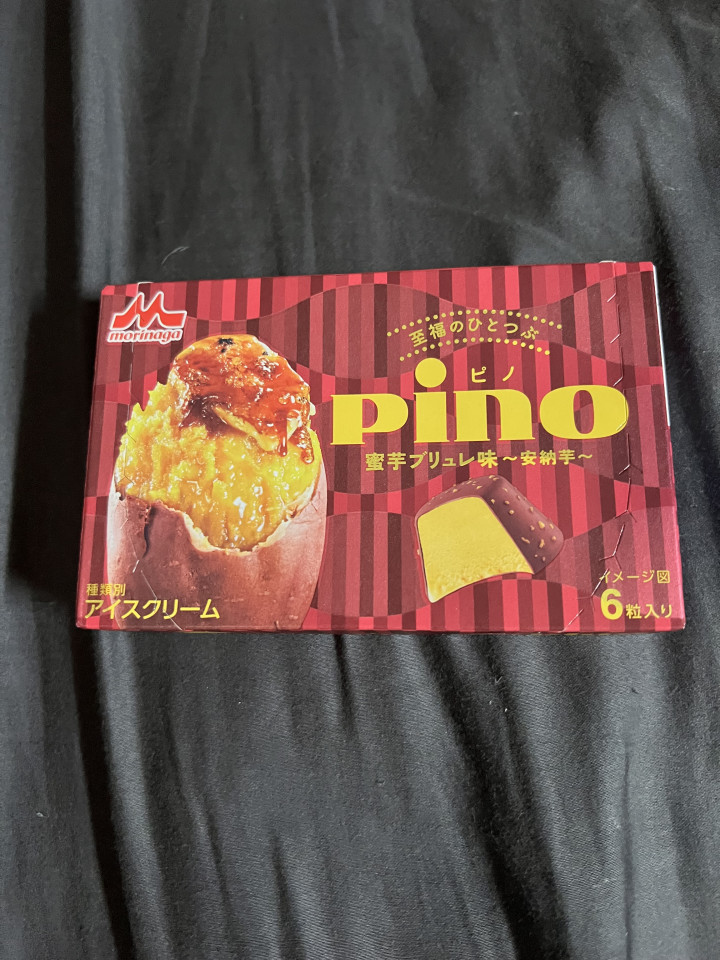 morinaga
至福のひとつぶ
ピノ
pino
蜜芋ブリュレ味～安納芋～
種類別
アイスクリーム
イメージ図
6粒入り